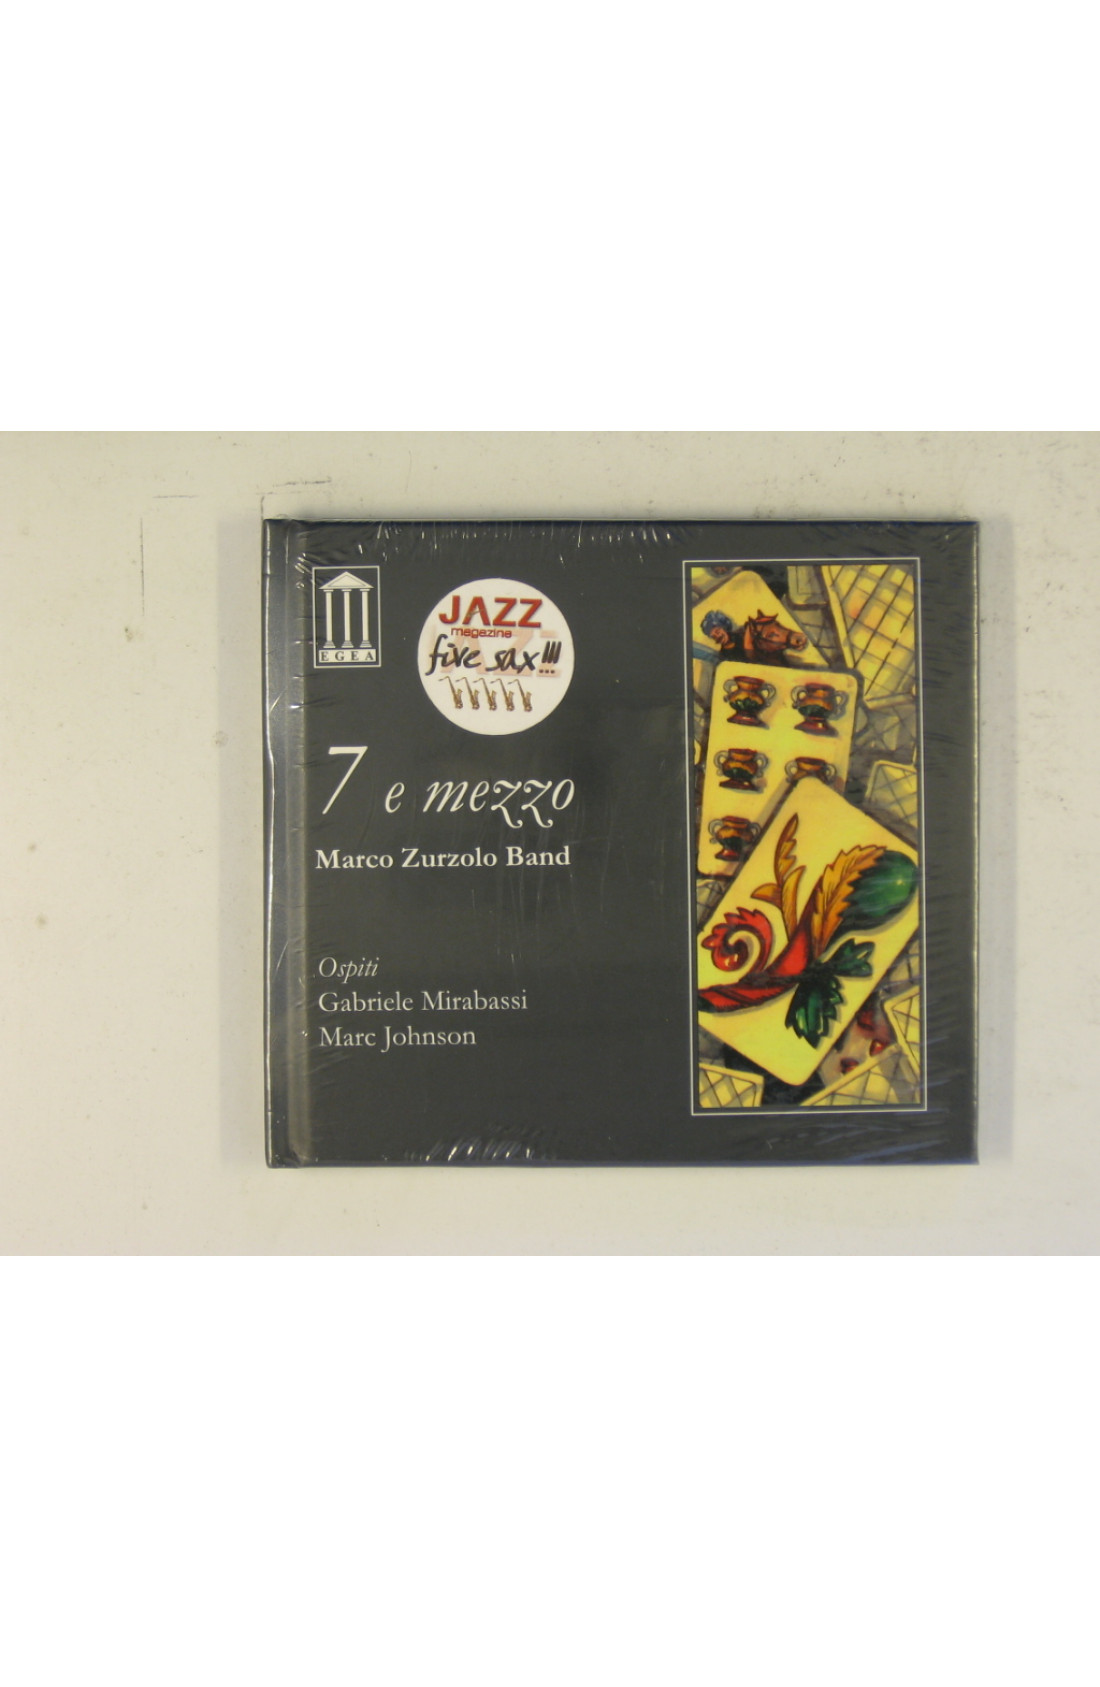 EGEA
JAZZ
magazine
five sax!!!
7 e mezzo
Marco Zurzolo Band
Ospiti
Gabriele Mirabassi
Marc Johnson